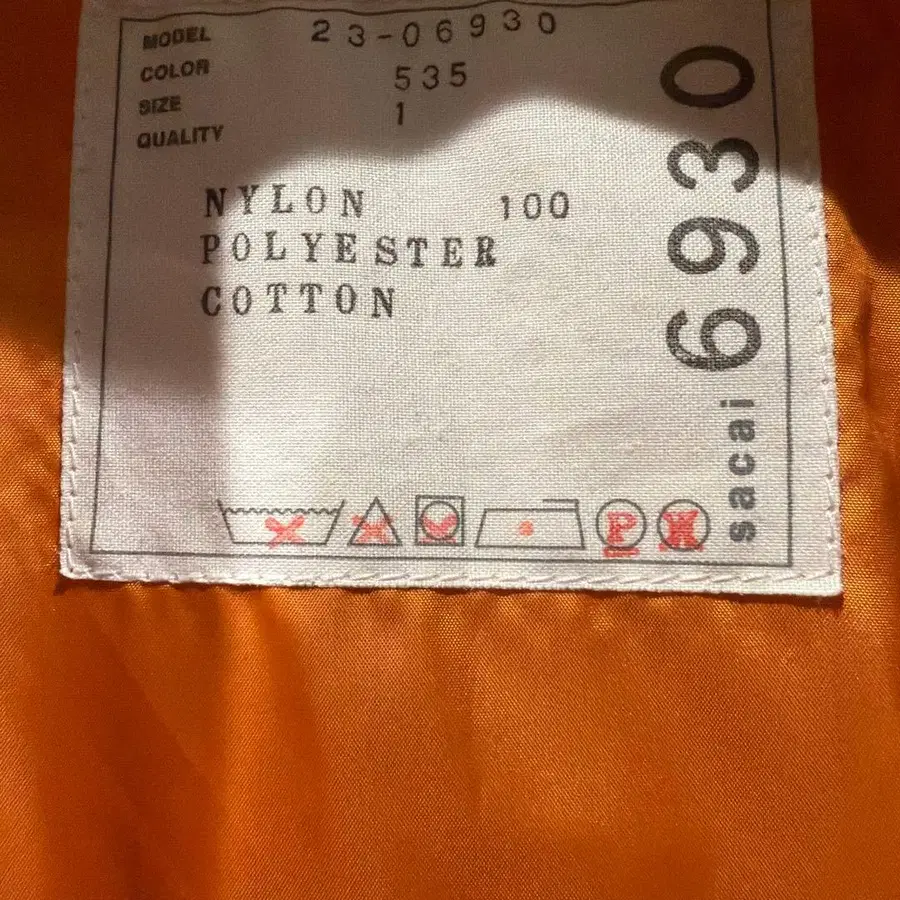 MODEL 23-06930
COLOR 535
SIZE 1
QUALITY
NYLON 100
POLYESTER
COTTON
P
W
sacai 6930